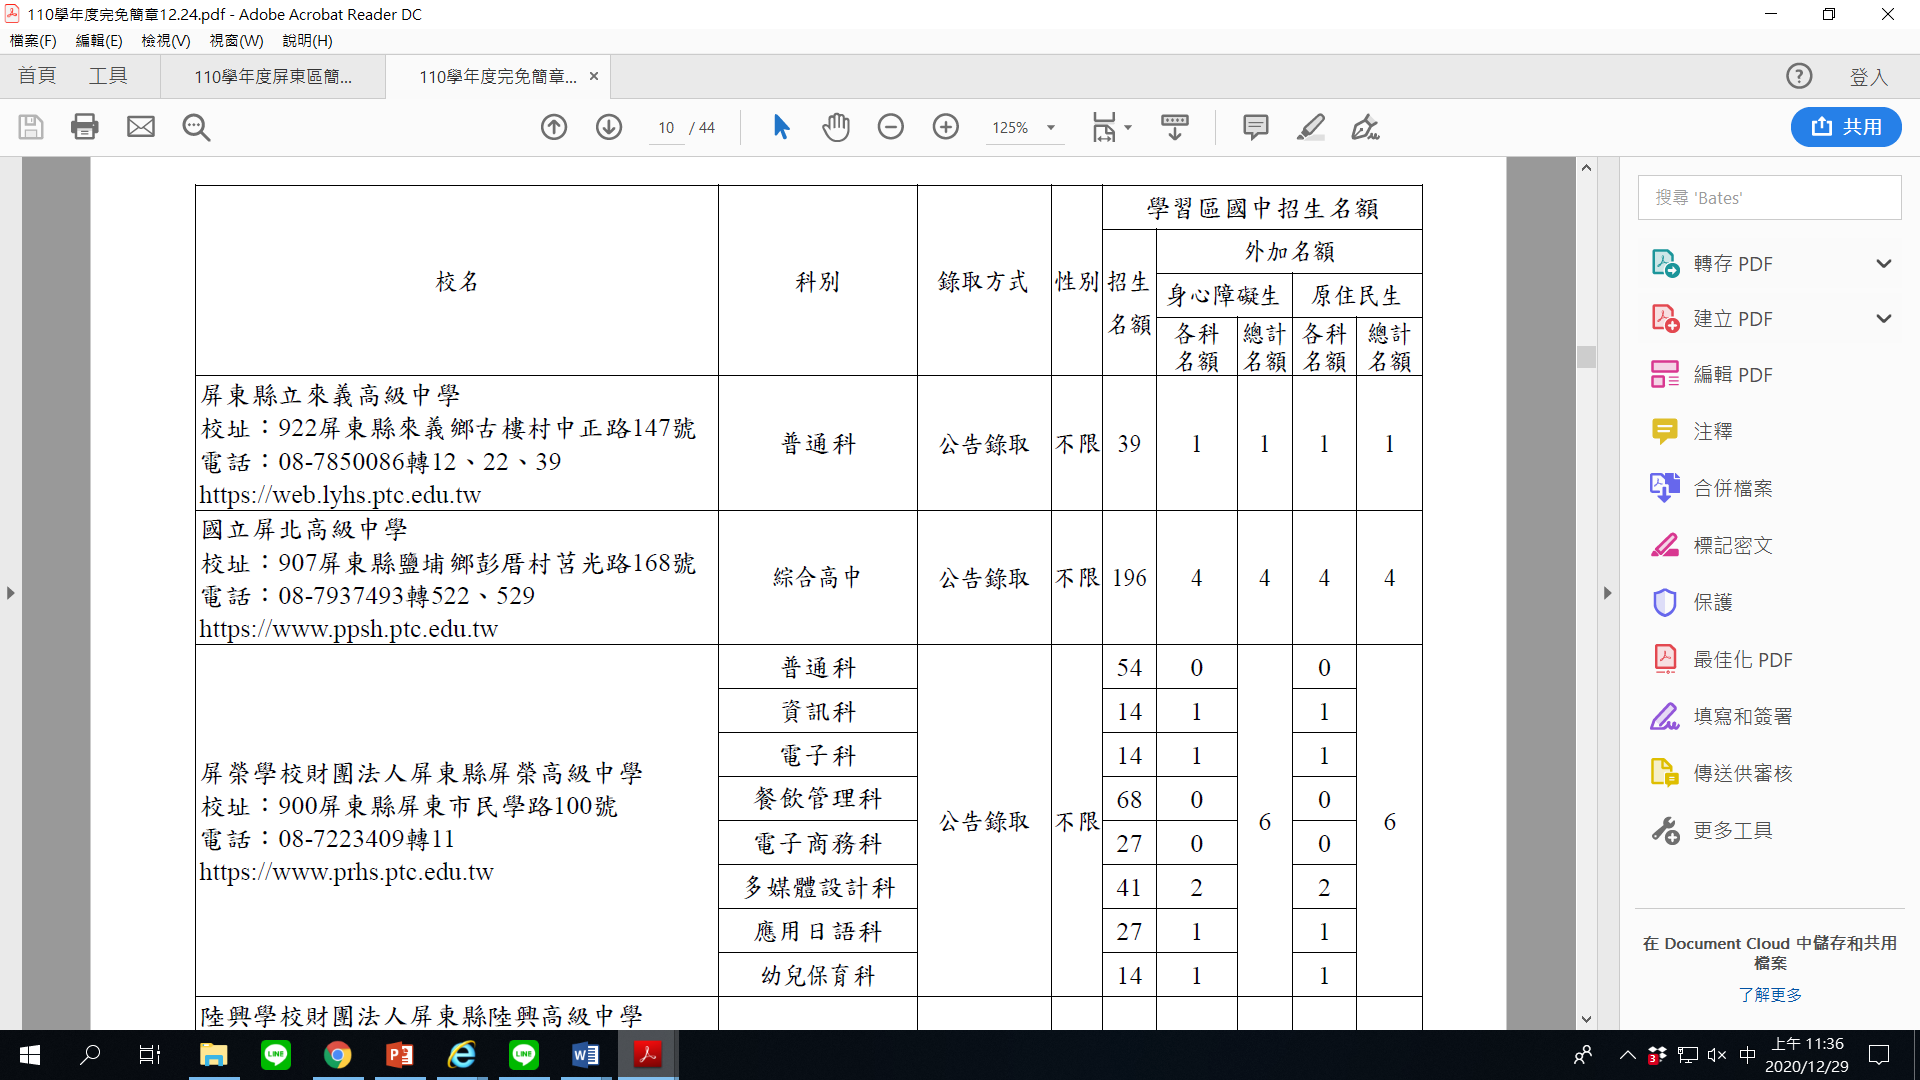 110學年度完免簡章12.24.pdf - Adobe Acrobat Reader DC
檔案(F) 編輯(E) 檢視(V) 視窗(W) 說明(H)
首頁 工具 110學年度屏東區簡... 110學年度完免簡章... × 登入
10 / 44 125% 共用
學習區國中招生名額
外加名額
校名 科別 錄取方式 性別 招生名額 身心障礙生 原住民生
各科名額 總計名額 各科名額 總計名額
屏東縣立來義高級中學
校址：922屏東縣來義鄉古樓村中正路147號
電話：08-7850086轉12、22、39
https://web.lyhs.ptc.edu.tw
普通科 公告錄取 不限 39 1 1 1 1
國立屏北高級中學
校址：907屏東縣鹽埔鄉彭厝村莒光路168號
電話：08-7937493轉522、529
https://www.ppsh.ptc.edu.tw
綜合高中 公告錄取 不限 196 4 4 4 4
屏榮學校財團法人屏東縣屏榮高級中學
校址：900屏東縣屏東市民學路100號
電話：08-7223409轉11
https://www.prhs.ptc.edu.tw
普通科 54 0 0
資訊科 14 1 1
電子科 14 1 1
餐飲管理科 68 0 0
公告錄取 不限 6 6
電子商務科 27 0 0
多媒體設計科 41 2 2
應用日語科 27 1 1
幼兒保育科 14 1 1
陸興學校財團法人屏東縣陸興高級中學
搜尋 'Bates'
轉存 PDF
建立 PDF
編輯 PDF
注釋
合併檔案
標記密文
保護
最佳化 PDF
填寫和簽署
傳送供審核
更多工具
在 Document Cloud 中儲存和共用
檔案
了解更多
中 上午 11:36
2020/12/29